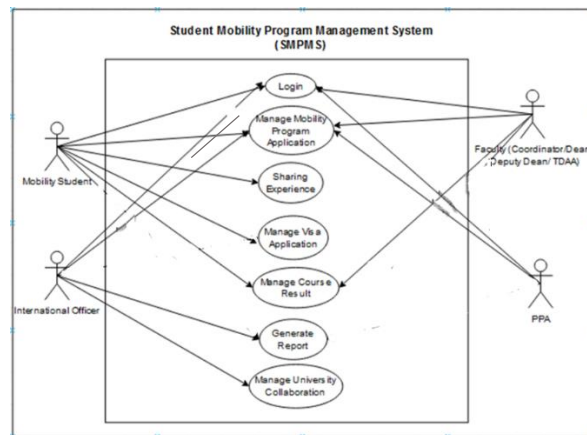 Student Mobility Program Management System
(SMPMS)
Login
Manage Mobility
Program
Application
Mobility Student
Faculty (Coordinator/Dean/
Deputy Dean/ TDAA)
Sharing
Experience
Manage Visa
Application
Manage Course
Result
International Officer
PPA
Generate
Report
Manage University
Collaboration